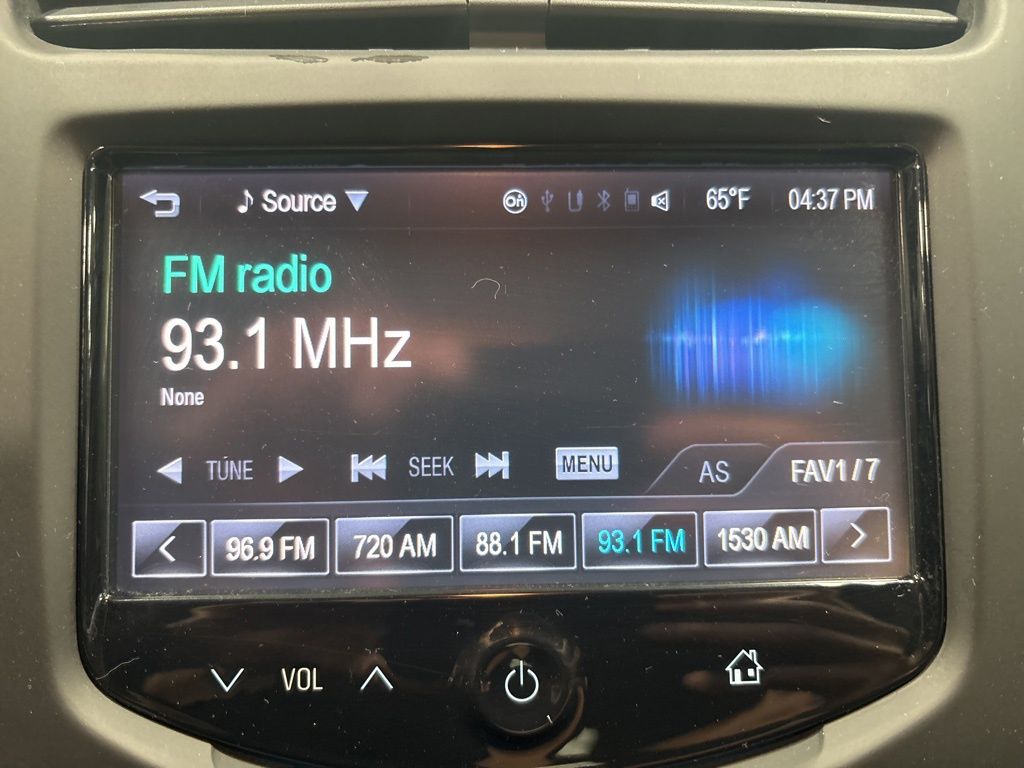 Source On 65°F 04:37 PM
FM radio
93.1 MHz
None
TUNE SEEK MENU AS FAV1 / 7
96.9 FM 720 AM 88.1 FM 93.1 FM 1530 AM
VOL